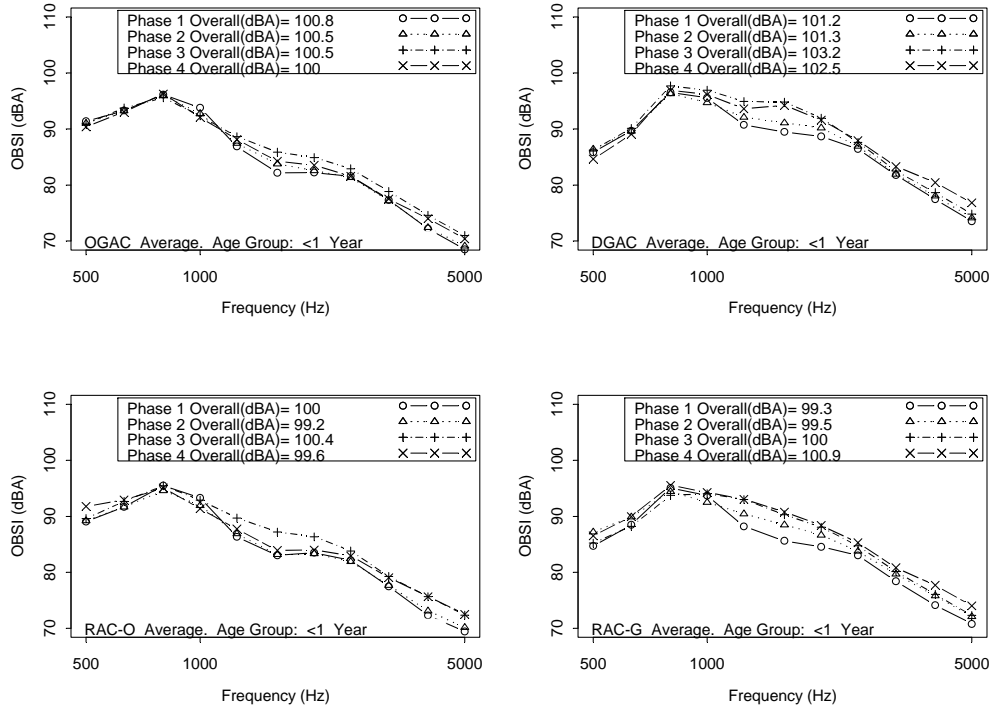 Phase 1 Overall(dBA)= 100.8
Phase 2 Overall(dBA)= 100.5
Phase 3 Overall(dBA)= 100.5
Phase 4 Overall(dBA)= 100
110
100
90
80
70
OBSI (dBA)
OGAC Average. Age Group: <1 Year
500
1000
5000
Frequency (Hz)
Phase 1 Overall(dBA)= 101.2
Phase 2 Overall(dBA)= 101.3
Phase 3 Overall(dBA)= 103.2
Phase 4 Overall(dBA)= 102.5
110
100
90
80
70
OBSI (dBA)
DGAC Average. Age Group: <1 Year
500
1000
5000
Frequency (Hz)
Phase 1 Overall(dBA)= 100
Phase 2 Overall(dBA)= 99.2
Phase 3 Overall(dBA)= 100.4
Phase 4 Overall(dBA)= 99.6
110
100
90
80
70
OBSI (dBA)
RAC-O Average. Age Group: <1 Year
500
1000
5000
Frequency (Hz)
Phase 1 Overall(dBA)= 99.3
Phase 2 Overall(dBA)= 99.5
Phase 3 Overall(dBA)= 100
Phase 4 Overall(dBA)= 100.9
110
100
90
80
70
OBSI (dBA)
RAC-G Average. Age Group: <1 Year
500
1000
5000
Frequency (Hz)